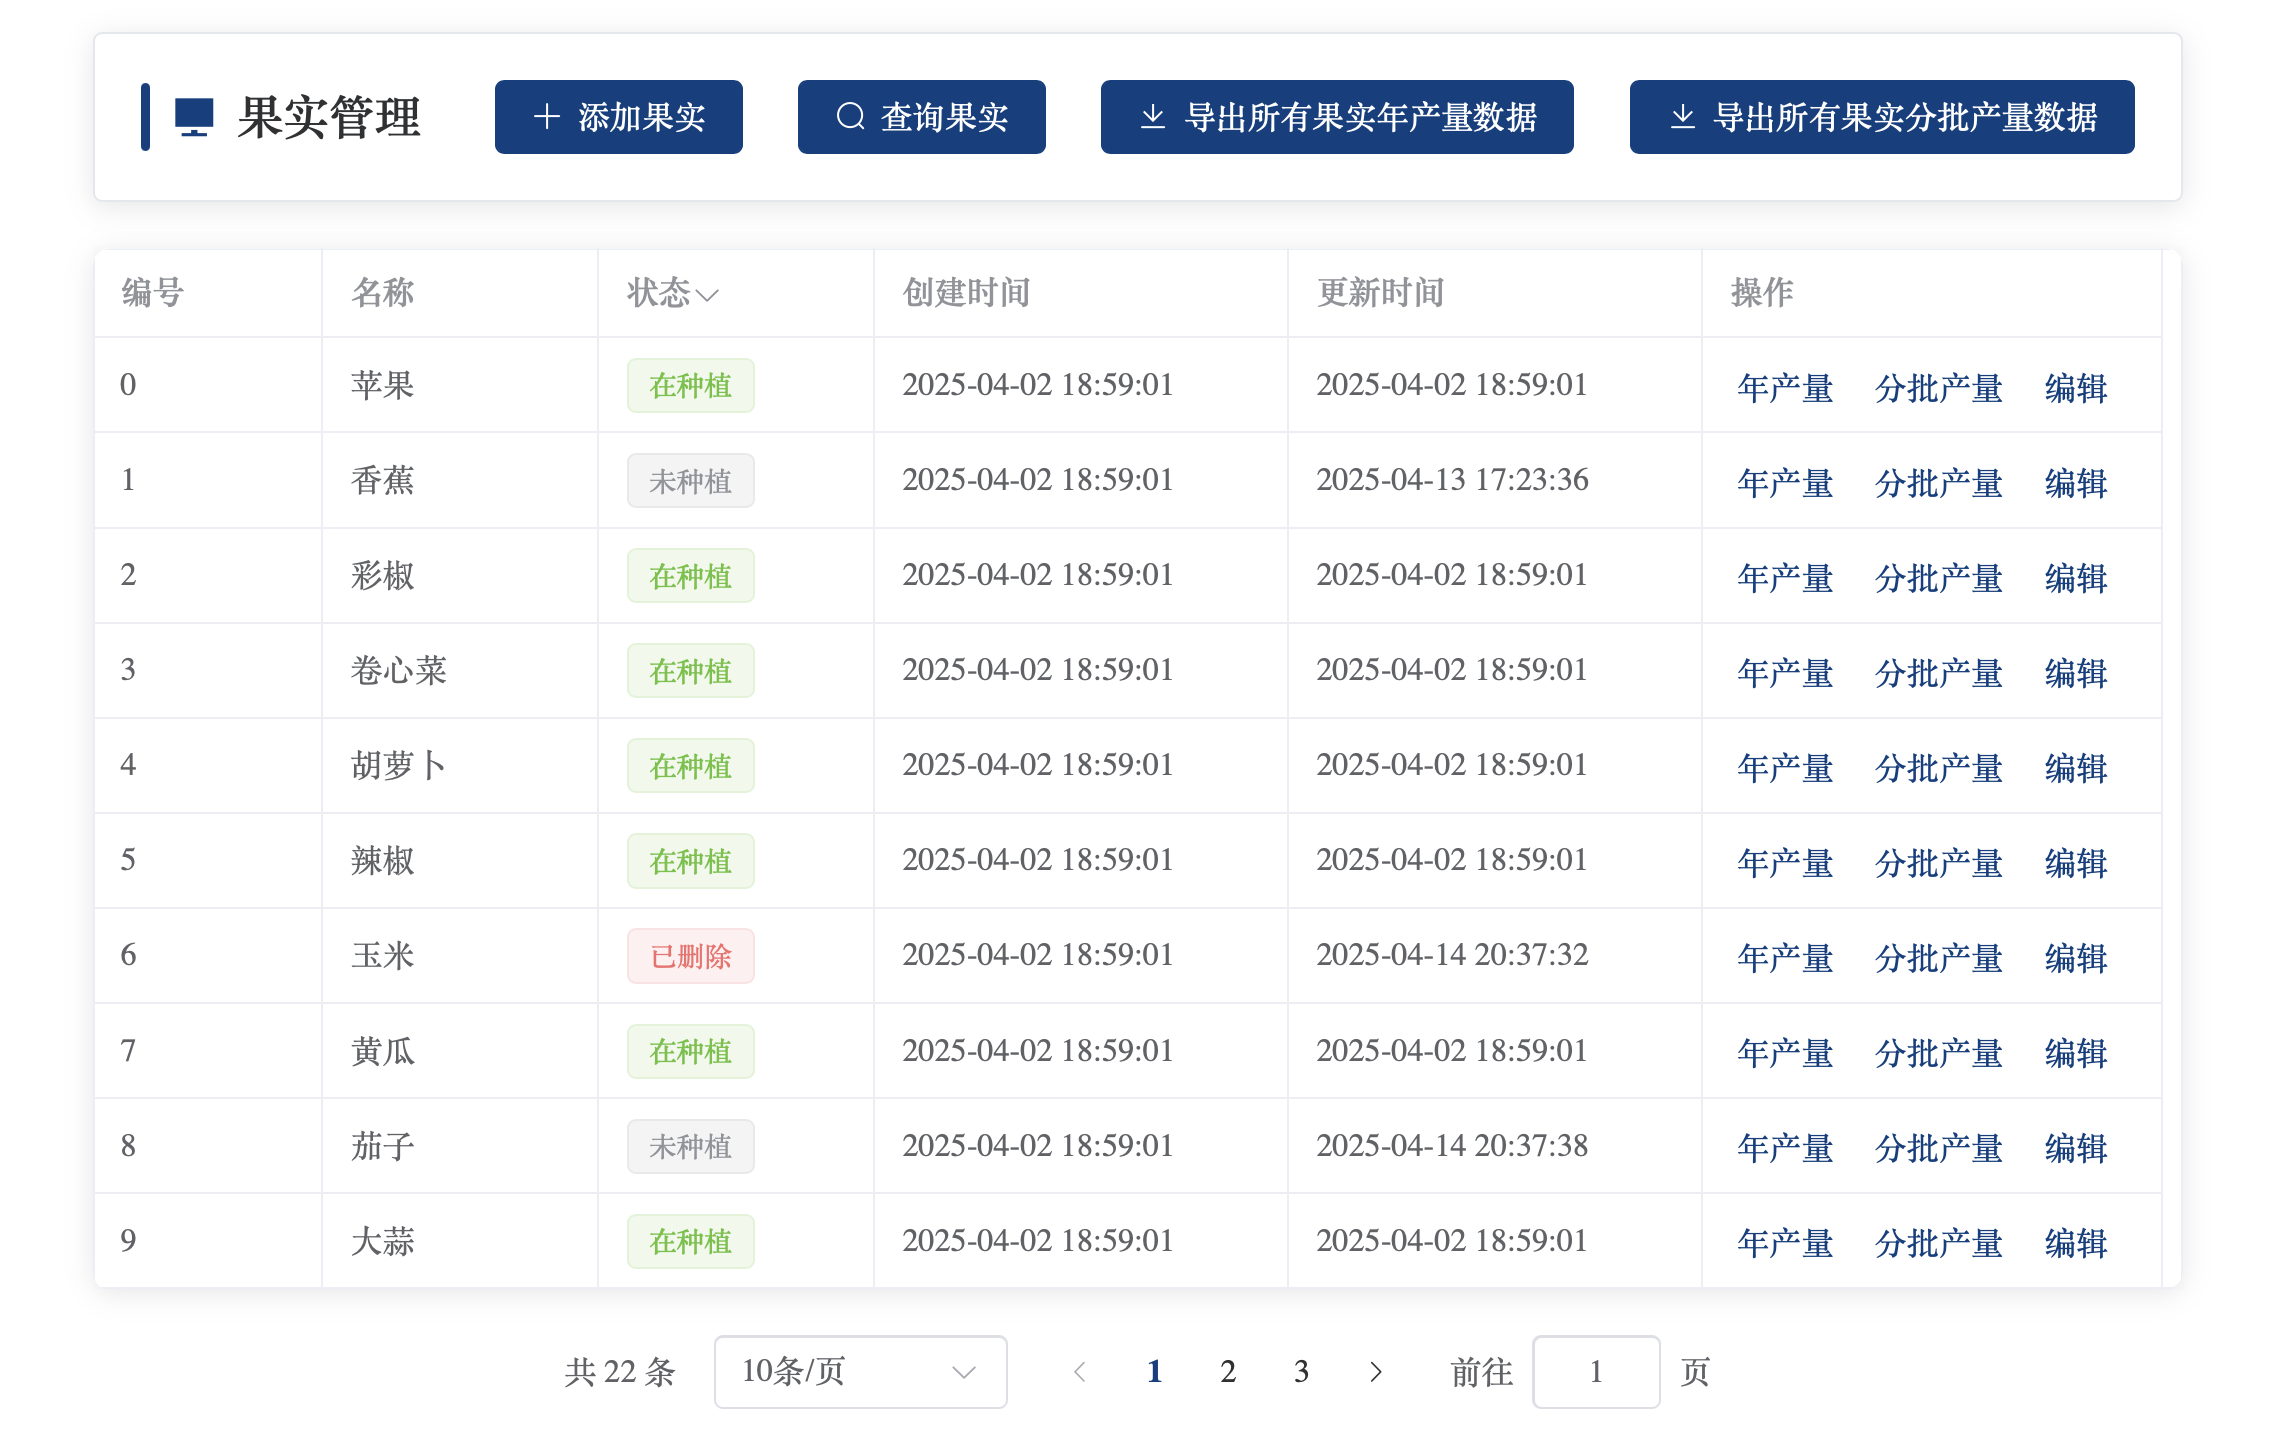 果实管理 添加果实 查询果实 导出所有果实年产量数据 导出所有果实分批产量数据
编号 名称 状态 创建时间 更新时间 操作
0 苹果 在种植 2025-04-02 18:59:01 2025-04-02 18:59:01 年产量 分批产量 编辑
1 香蕉 未种植 2025-04-02 18:59:01 2025-04-13 17:23:36 年产量 分批产量 编辑
2 彩椒 在种植 2025-04-02 18:59:01 2025-04-02 18:59:01 年产量 分批产量 编辑
3 卷心菜 在种植 2025-04-02 18:59:01 2025-04-02 18:59:01 年产量 分批产量 编辑
4 胡萝卜 在种植 2025-04-02 18:59:01 2025-04-02 18:59:01 年产量 分批产量 编辑
5 辣椒 在种植 2025-04-02 18:59:01 2025-04-02 18:59:01 年产量 分批产量 编辑
6 玉米 已删除 2025-04-02 18:59:01 2025-04-14 20:37:32 年产量 分批产量 编辑
7 黄瓜 在种植 2025-04-02 18:59:01 2025-04-02 18:59:01 年产量 分批产量 编辑
8 茄子 未种植 2025-04-02 18:59:01 2025-04-14 20:37:38 年产量 分批产量 编辑
9 大蒜 在种植 2025-04-02 18:59:01 2025-04-02 18:59:01 年产量 分批产量 编辑
共 22 条 10条/页 1 2 3 前往 1 页